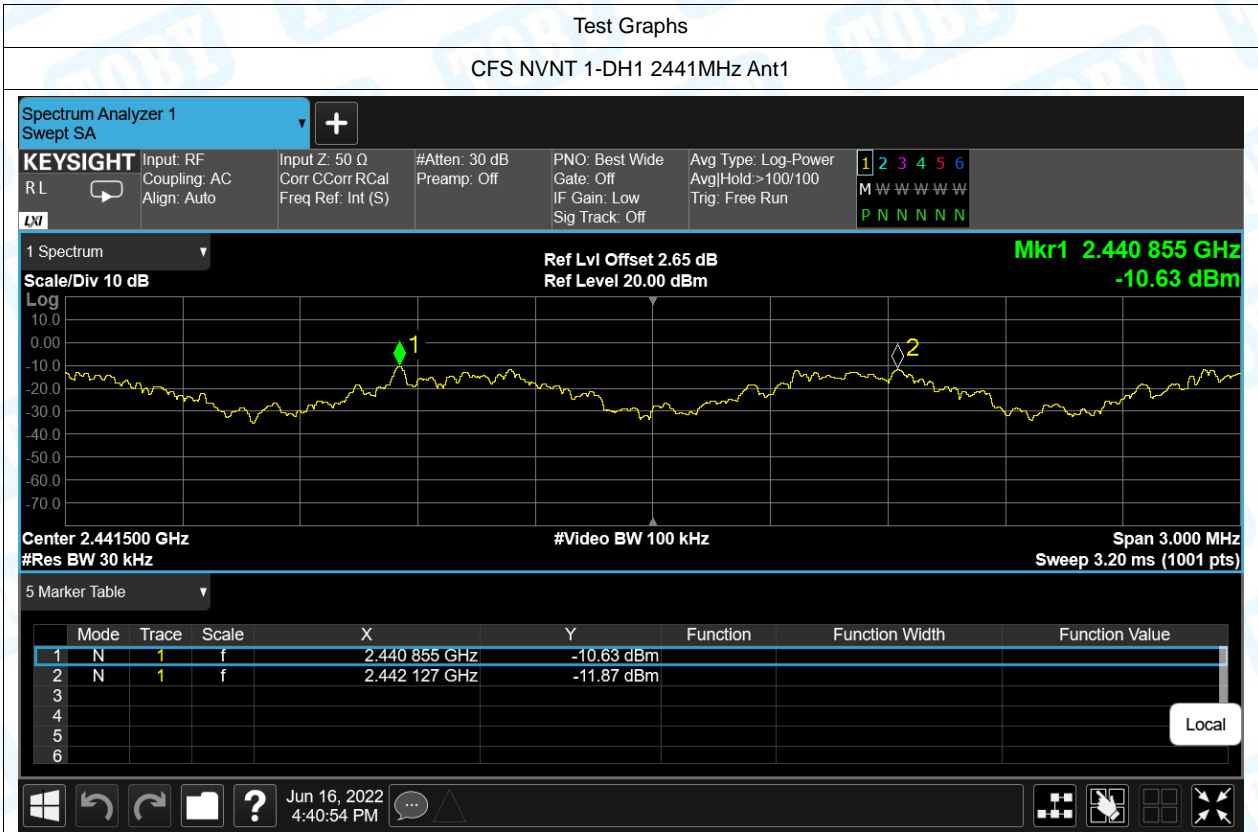 Test Graphs
CFS NVNT 1-DH1 2441MHz Ant1
Spectrum Analyzer 1
Swept SA
KEYSIGHT
RL
LXI
Input: RF
Coupling: AC
Align: Auto
Input Z: 50 Ω
Corr CCorr RCal
Freq Ref: Int (S)
#Atten: 30 dB
Preamp: Off
PNO: Best Wide
Gate: Off
IF Gain: Low
Sig Track: Off
Avg Type: Log-Power
Avg|Hold:>100/100
Trig: Free Run
1 2 3 4 5 6
M W W W W W
P N N N N N
1 Spectrum
Scale/Div 10 dB
Ref Lvl Offset 2.65 dB
Ref Level 20.00 dBm
Mkr1 2.440 855 GHz
-10.63 dBm
Log
10.0
0.00
-10.0
-20.0
-30.0
-40.0
-50.0
-60.0
-70.0
1
2
Center 2.441500 GHz
#Video BW 100 kHz
Span 3.000 MHz
#Res BW 30 kHz
Sweep 3.20 ms (1001 pts)
5 Marker Table
Mode Trace Scale X Y Function Function Width Function Value
1 N 1 f 2.440 855 GHz -10.63 dBm
2 N 1 f 2.442 127 GHz -11.87 dBm
3
4
5
6
Local
?
Jun 16, 2022
4:40:54 PM
TOBY